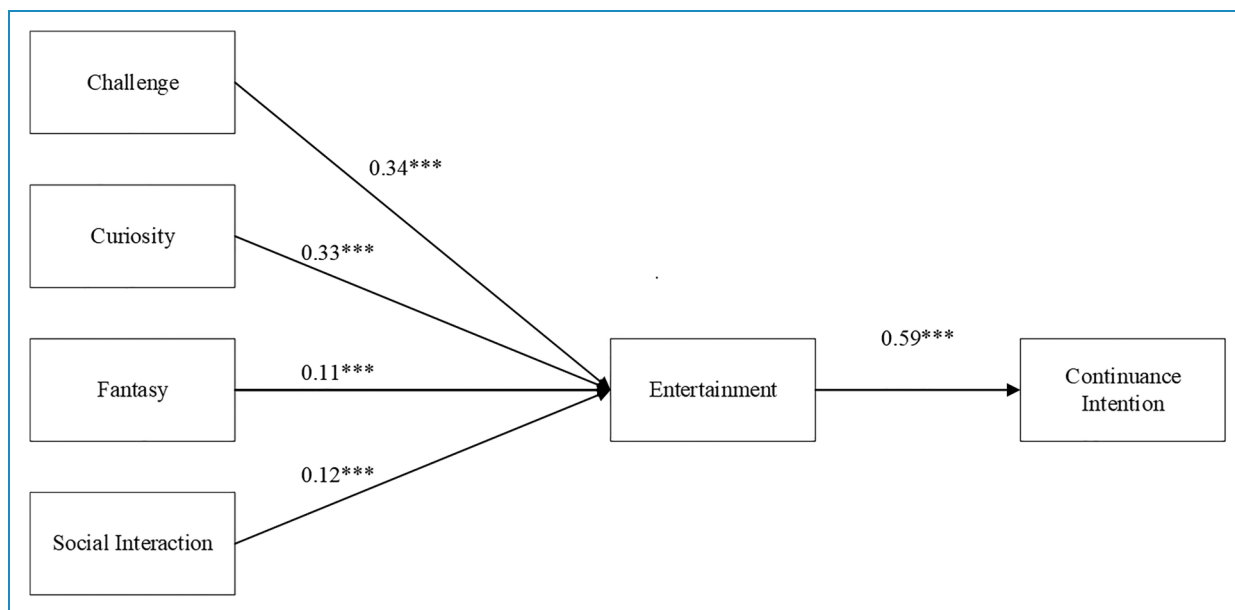 Challenge
0.34***
Curiosity
0.33***
Fantasy
0.11***
Entertainment
0.59***
Continuance
Intention
0.12***
Social Interaction